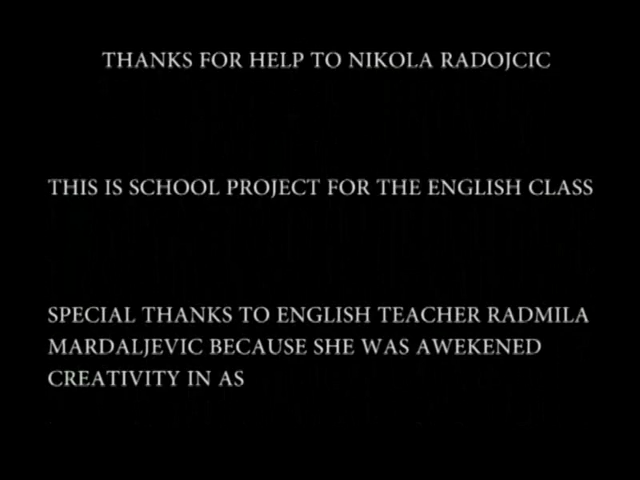 THANKS FOR HELP TO NIKOLA RADOJCIC
THIS IS SCHOOL PROJECT FOR THE ENGLISH CLASS
SPECIAL THANKS TO ENGLISH TEACHER RADMILA
MARDALJEVIC BECAUSE SHE WAS AWEKENED
CREATIVITY IN AS